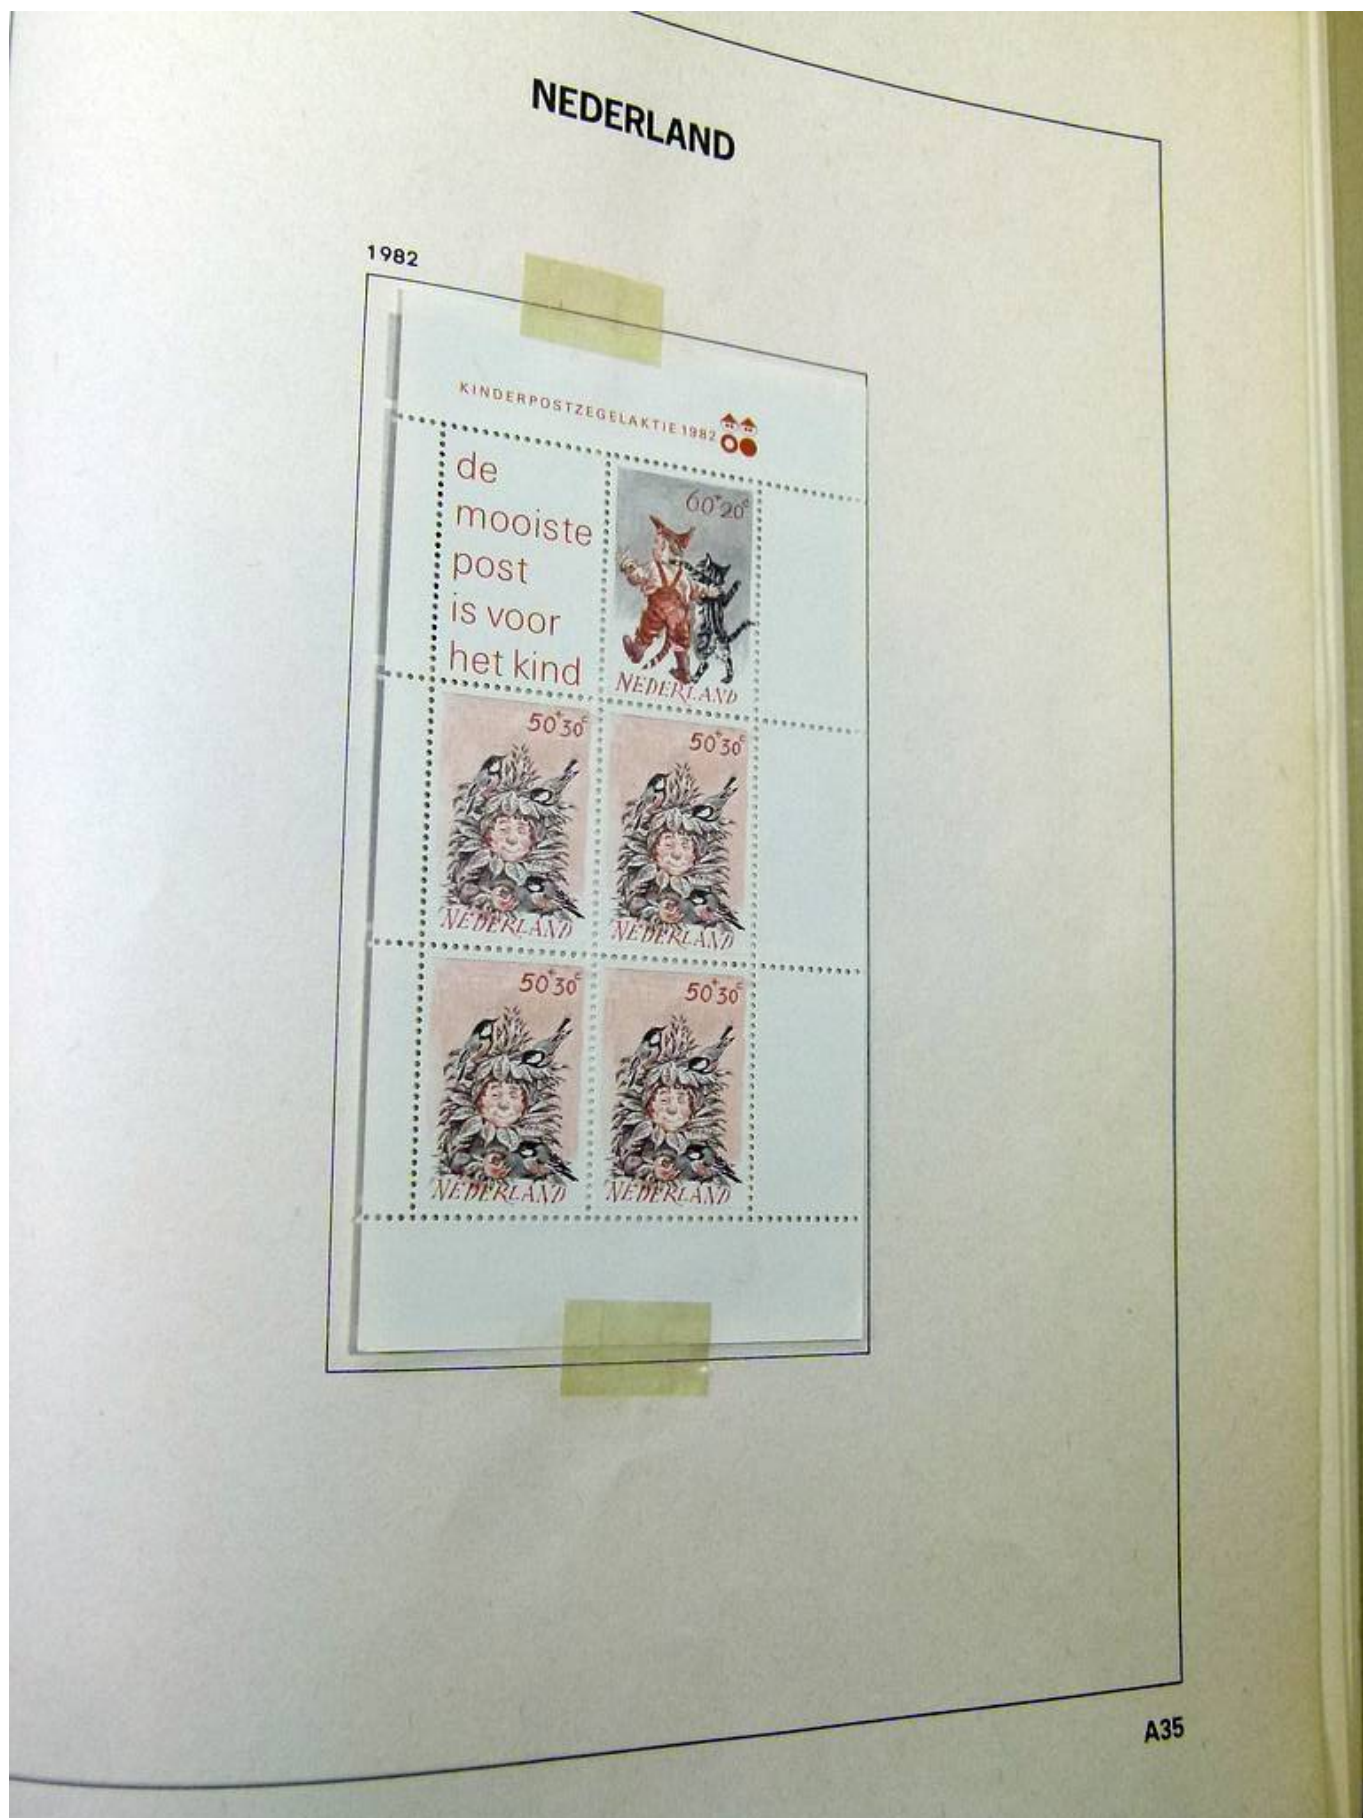 NEDERLAND
1982
KINDERPOSTZEGELAKTIE 1982
de
mooiste
post
is voor
het kind
60+20c
NEDERLAND
50+30c
NEDERLAND
50+30c
NEDERLAND
50+30c
NEDERLAND
50+30c
NEDERLAND
A35